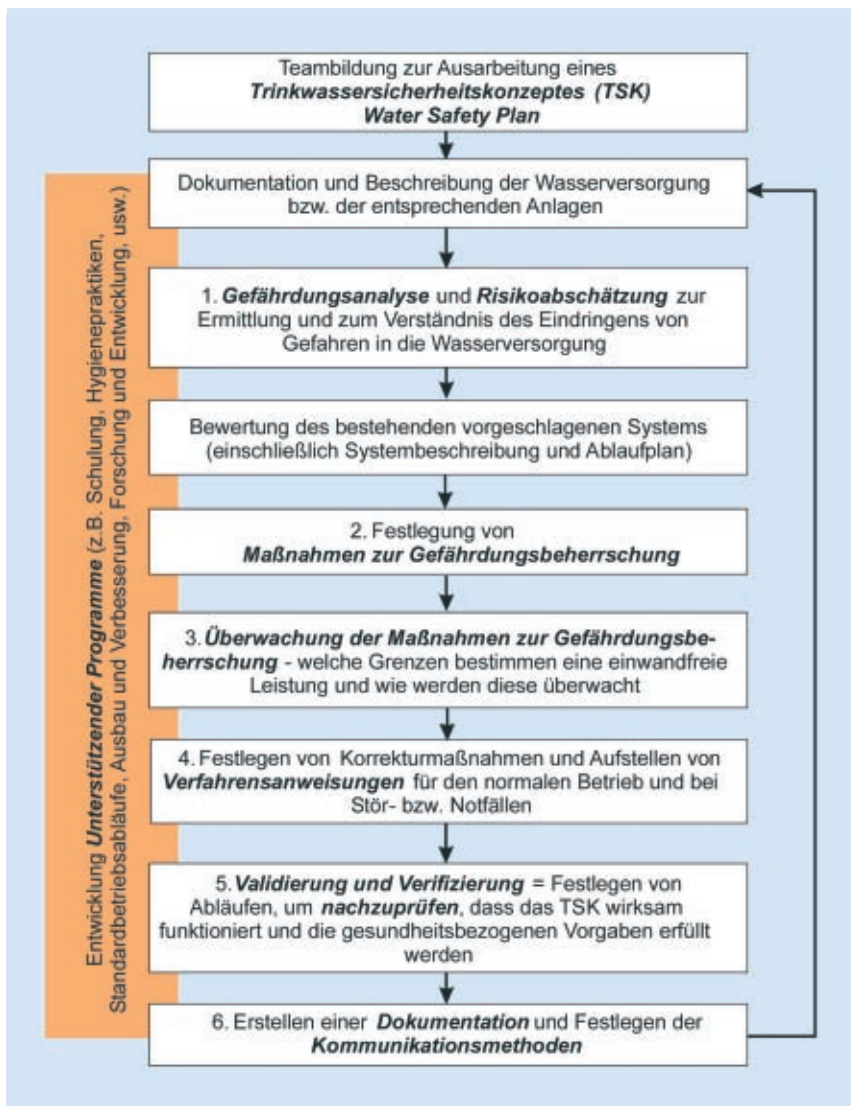 Teambildung zur Ausarbeitung eines
Trinkwassersicherheitskonzeptes (TSK)
Water Safety Plan
Dokumentation und Beschreibung der Wasserversorgung
bzw. der entsprechenden Anlagen
1. Gefährdungsanalyse und Risikoabschätzung zur
Ermittlung und zum Verständnis des Eindringens von
Gefahren in die Wasserversorgung
Bewertung des bestehenden vorgeschlagenen Systems
(einschließlich Systembeschreibung und Ablaufplan)
2. Festlegung von
Maßnahmen zur Gefährdungsbeherrschung
3. Überwachung der Maßnahmen zur Gefährdungsbe-
herrschung - welche Grenzen bestimmen eine einwandfreie
Leistung und wie werden diese überwacht
4. Festlegen von Korrekturmaßnahmen und Aufstellen von
Verfahrensanweisungen für den normalen Betrieb und bei
Stör- bzw. Notfällen
5. Validierung und Verifizierung = Festlegen von
Abläufen, um nachzuprüfen, dass das TSK wirksam
funktioniert und die gesundheitsbezogenen Vorgaben erfüllt
werden
6. Erstellen einer Dokumentation und Festlegen der
Kommunikationsmethoden
Entwicklung Unterstützender Programme (z.B. Schulung, Hygienepraktiken,
Standardbetriebsabläufe, Ausbau und Verbesserung, Forschung und Entwicklung, usw.)